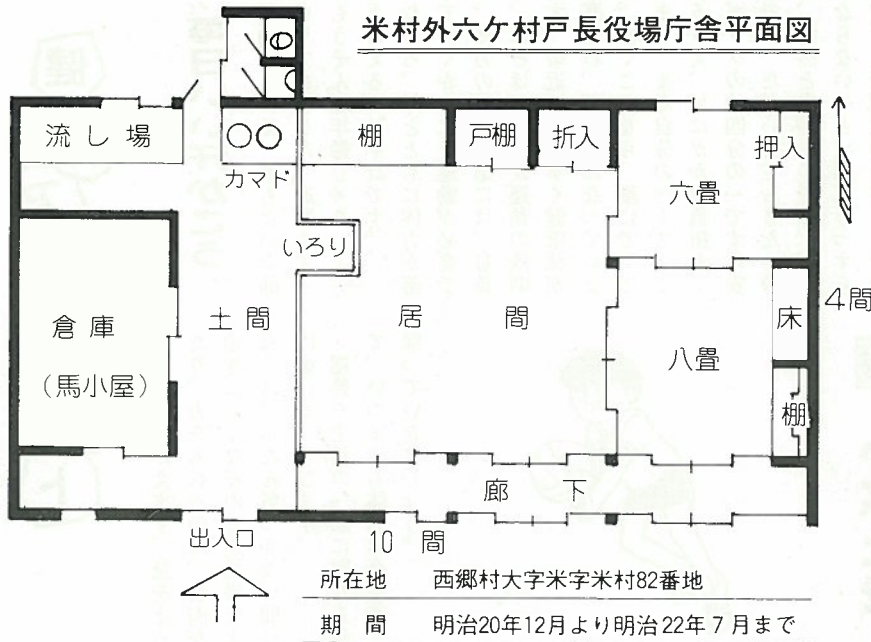 米村外六ケ村戸長役場庁舎平面図
流し場
カマド
棚
戸棚
折入
押入
六畳
いろり
倉庫
(馬小屋)
土間
居間
八畳
床
棚
4間
廊下
出入口
10間
所在地 西郷村大字米字米村82番地
期間 明治20年12月より明治22年7月まで